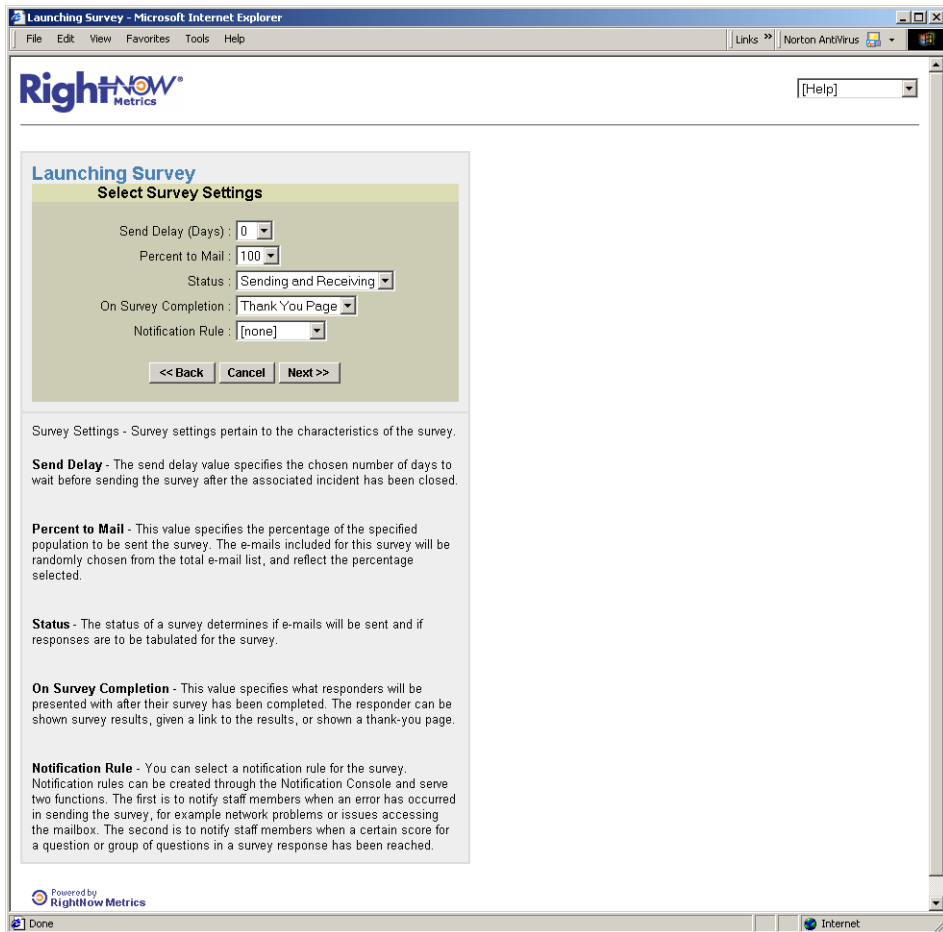 Launching Survey - Microsoft Internet Explorer
File Edit View Favorites Tools Help
Links » Norton AntiVirus
RightNOW®
Metrics
[Help]
Launching Survey
Select Survey Settings
Send Delay (Days) : 0
Percent to Mail : 100
Status : Sending and Receiving
On Survey Completion : Thank You Page
Notification Rule : [none]
<< Back Cancel Next >>
Survey Settings - Survey settings pertain to the characteristics of the survey.
Send Delay - The send delay value specifies the chosen number of days to
wait before sending the survey after the associated incident has been closed.
Percent to Mail - This value specifies the percentage of the specified
population to be sent the survey. The e-mails included for this survey will be
randomly chosen from the total e-mail list, and reflect the percentage
selected.
Status - The status of a survey determines if e-mails will be sent and if
responses are to be tabulated for the survey.
On Survey Completion - This value specifies what responders will be
presented with after their survey has been completed. The responder can be
shown survey results, given a link to the results, or shown a thank-you page.
Notification Rule - You can select a notification rule for the survey.
Notification rules can be created through the Notification Console and serve
two functions. The first is to notify staff members when an error has occurred
in sending the survey, for example network problems or issues accessing
the mailbox. The second is to notify staff members when a certain score for
a question or group of questions in a survey response has been reached.
Powered by
RightNow Metrics
Done
Internet